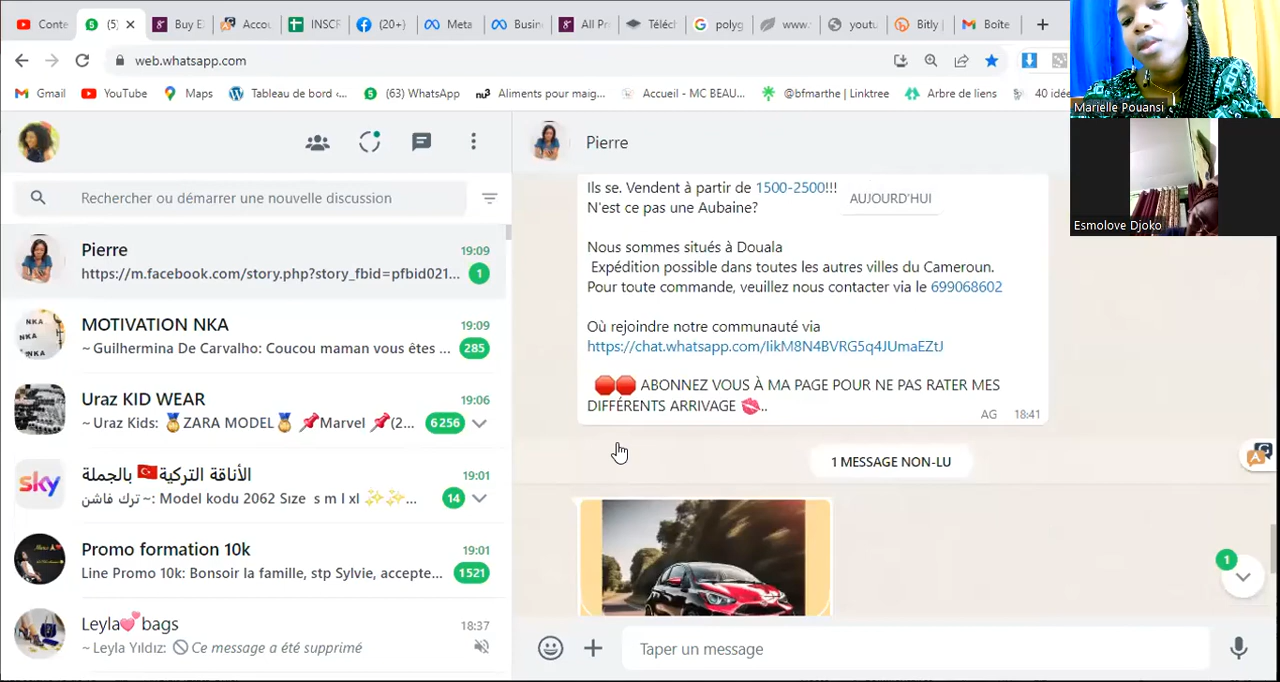 Conte
(5)
Buy E
Accou
INSCR
(20+)
Meta
Busin
All Pr
Téléch
polyg
www.
youtu
Bitly |
Boîte
web.whatsapp.com
Gmail
YouTube
Maps
Tableau de bord ‹...
(63) WhatsApp
Aliments pour maig...
Accueil - MC BEAU...
@bfmarthe | Linktree
Arbre de liens
40 idée
Marielle Pouansi
Esmolove Djoko
Rechercher ou démarrer une nouvelle discussion
Pierre
19:09
https://m.facebook.com/story.php?story_fbid=pfbid021...
1
MOTIVATION NKA
19:09
~ Guilhermina De Carvalho: Coucou maman vous êtes ...
285
Uraz KID WEAR
19:06
~ Uraz Kids: 🏅ZARA MODEL🏅 📌Marvel 📌(2...
6 256
الأناقة التركية🇹🇷 بالجملة
19:01
ترك فاشن ~: Model kodu 2062 Sıze s m l xl ✨✨...
14
sky
Promo formation 10k
19:01
Line Promo 10k: Bonsoir la famille, stp Sylvie, accepte...
1521
Leyla💕bags
18:37
~ Leyla Yıldız: 🚫 Ce message a été supprimé
Pierre
Ils se. Vendent à partir de 1500-2500!!!
N'est ce pas une Aubaine?
AUJOURD'HUI
Nous sommes situés à Douala
Expédition possible dans toutes les autres villes du Cameroun.
Pour toute commande, veuillez nous contacter via le 699068602
Où rejoindre notre communauté via
https://chat.whatsapp.com/IikM8N4BVRG5q4JUmaEZtJ
🛑🛑 ABONNEZ VOUS À MA PAGE POUR NE PAS RATER MES
DIFFÉRENTS ARRIVAGE 💋..
AG 18:41
1 MESSAGE NON-LU
1
Taper un message